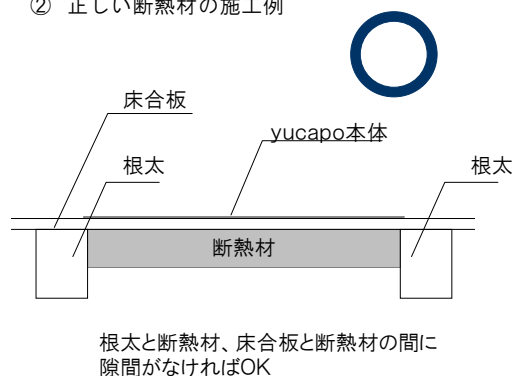 ② 正しい断熱材の施工例
床合板
yucapo本体
根太
根太
断熱材
根太と断熱材、床合板と断熱材の間に
隙間がなければOK